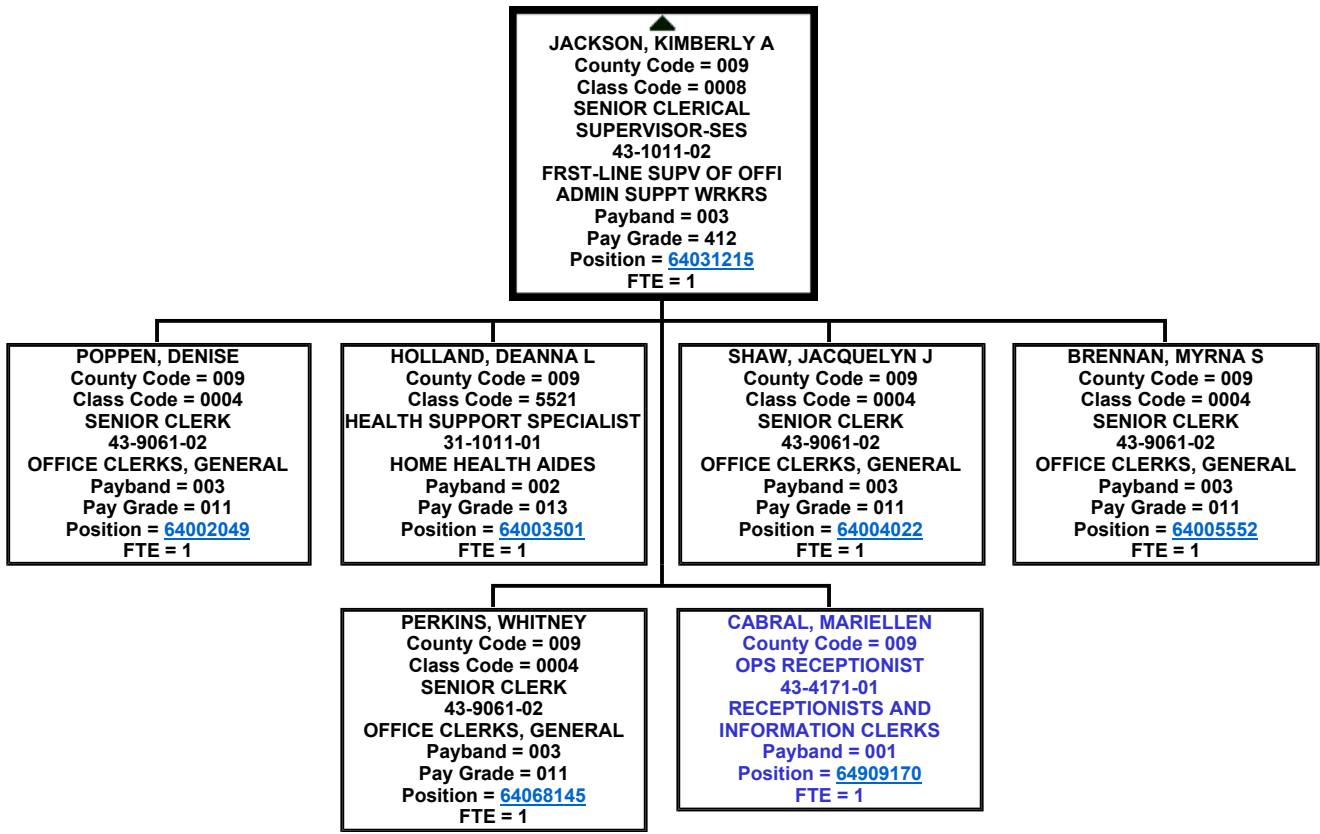 JACKSON, KIMBERLY A
County Code = 009
Class Code = 0008
SENIOR CLERICAL
SUPERVISOR-SES
43-1011-02
FRST-LINE SUPV OF OFFI
ADMIN SUPPT WRKRS
Payband = 003
Pay Grade = 412
Position = 64031215
FTE = 1
POPPEN, DENISE
County Code = 009
Class Code = 0004
SENIOR CLERK
43-9061-02
OFFICE CLERKS, GENERAL
Payband = 003
Pay Grade = 011
Position = 64002049
FTE = 1
HOLLAND, DEANNA L
County Code = 009
Class Code = 5521
HEALTH SUPPORT SPECIALIST
31-1011-01
HOME HEALTH AIDES
Payband = 002
Pay Grade = 013
Position = 64003501
FTE = 1
SHAW, JACQUELYN J
County Code = 009
Class Code = 0004
SENIOR CLERK
43-9061-02
OFFICE CLERKS, GENERAL
Payband = 003
Pay Grade = 011
Position = 64004022
FTE = 1
BRENNAN, MYRNA S
County Code = 009
Class Code = 0004
SENIOR CLERK
43-9061-02
OFFICE CLERKS, GENERAL
Payband = 003
Pay Grade = 011
Position = 64005552
FTE = 1
PERKINS, WHITNEY
County Code = 009
Class Code = 0004
SENIOR CLERK
43-9061-02
OFFICE CLERKS, GENERAL
Payband = 003
Pay Grade = 011
Position = 64068145
FTE = 1
CABRAL, MARIELLEN
County Code = 009
OPS RECEPTIONIST
43-4171-01
RECEPTIONISTS AND
INFORMATION CLERKS
Payband = 001
Position = 64909170
FTE = 1